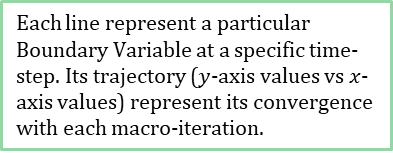 Each line represent a particular
Boundary Variable at a specific time-
step. Its trajectory (y-axis values vs x-
axis values) represent its convergence
with each macro-iteration.